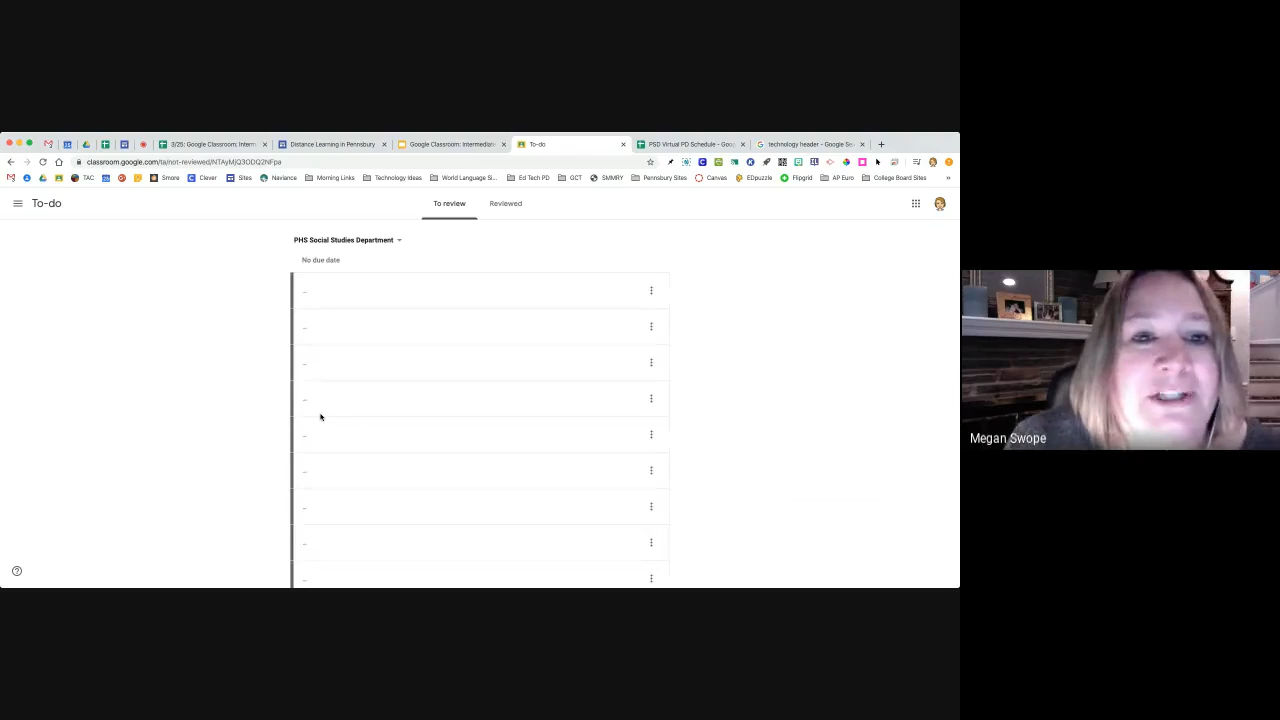 3/25: Google Classroom: Interm
Distance Learning in Pennsbury
Google Classroom: Intermediate
To-do
PSD Virtual PD Schedule - Goog
technology header - Google Se
classroom.google.com/ta/not-reviewed/NTAyMjQ3ODQ2NFpa
TAC
Smore
Clever
Sites
Naviance
Morning Links
Technology Ideas
World Language Si...
Ed Tech PD
GCT
SMMRY
Pennsbury Sites
Canvas
EDpuzzle
Flipgrid
AP Euro
College Board Sites
To-do
To review
Reviewed
PHS Social Studies Department
No due date
Megan Swope